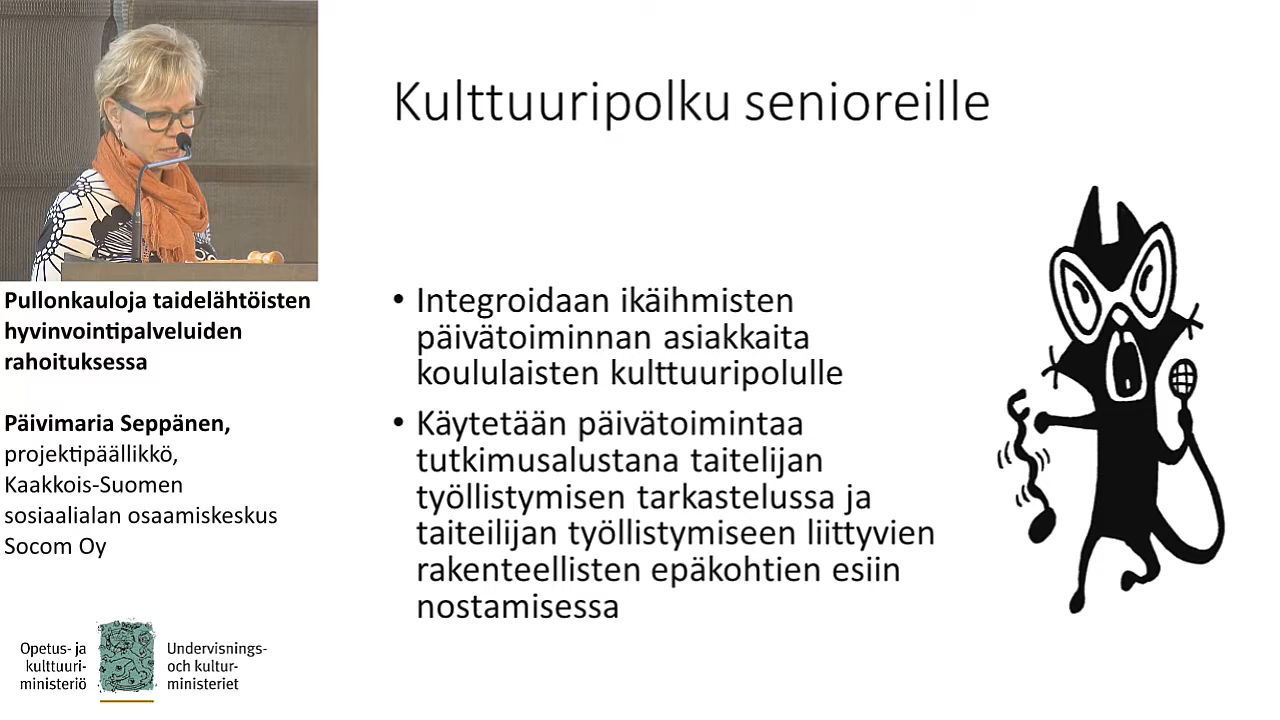 Kulttuuripolku senioreille
• Integroidaan ikäihmisten
päivätoiminnan asiakkaita
koululaisten kulttuuripolulle
• Käytetään päivätoimintaa
tutkimusalustana taitelijan
työllistymisen tarkastelussa ja
taiteilijan työllistymiseen liittyvien
rakenteellisten epäkohtien esiin
nostamisessa
Pullonkauloja taidelähtöisten
hyvinvointipalveluiden
rahoituksessa
Päivimaria Seppänen,
projektipäällikkö,
Kaakkois-Suomen
sosiaalialan osaamiskeskus
Socom Oy
Opetus- ja
kulttuuri-
ministeriö
Undervisnings-
och kultur-
ministeriet